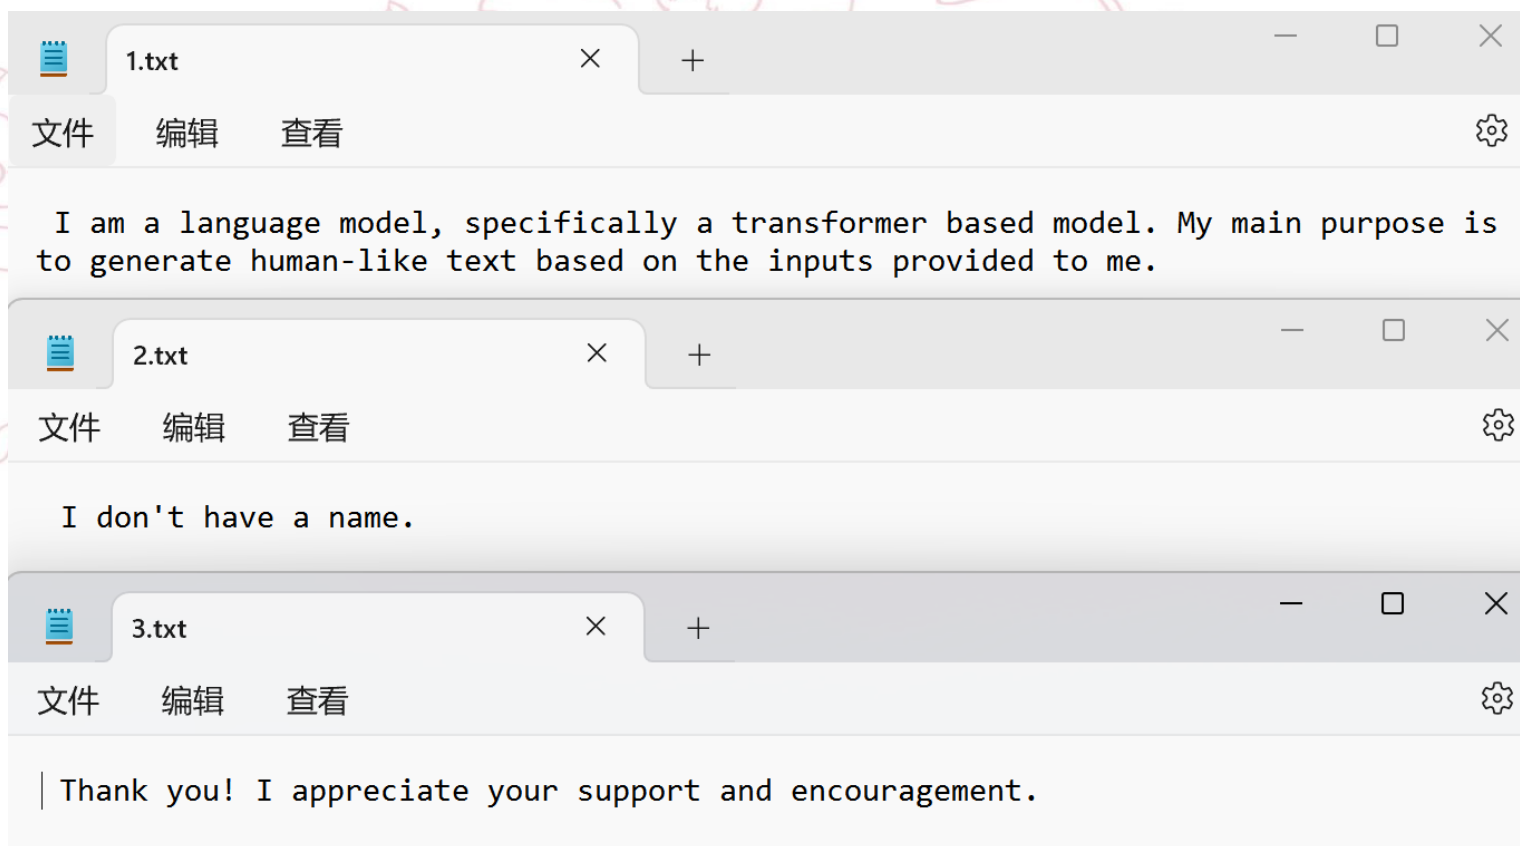 1.txt
文件 编辑 查看
I am a language model, specifically a transformer based model. My main purpose is
to generate human-like text based on the inputs provided to me.
2.txt
文件 编辑 查看
I don't have a name.
3.txt
文件 编辑 查看
Thank you! I appreciate your support and encouragement.